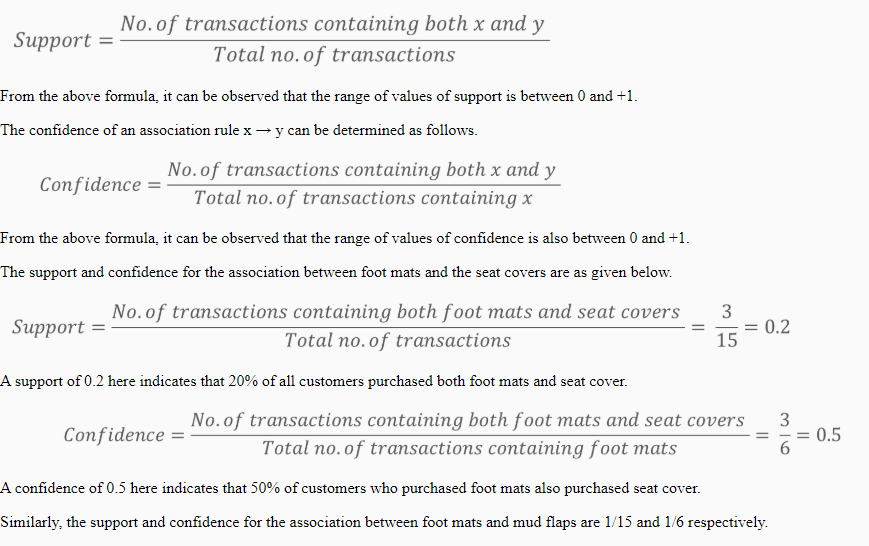 Support = No. of transactions containing both x and y / Total no. of transactions
From the above formula, it can be observed that the range of values of support is between 0 and +1.
The confidence of an association rule x → y can be determined as follows.
Confidence = No. of transactions containing both x and y / Total no. of transactions containing x
From the above formula, it can be observed that the range of values of confidence is also between 0 and +1.
The support and confidence for the association between foot mats and the seat covers are as given below.
Support = No. of transactions containing both foot mats and seat covers / Total no. of transactions = 3 / 15 = 0.2
A support of 0.2 here indicates that 20% of all customers purchased both foot mats and seat cover.
Confidence = No. of transactions containing both foot mats and seat covers / Total no. of transactions containing foot mats = 3 / 6 = 0.5
A confidence of 0.5 here indicates that 50% of customers who purchased foot mats also purchased seat cover.
Similarly, the support and confidence for the association between foot mats and mud flaps are 1/15 and 1/6 respectively.